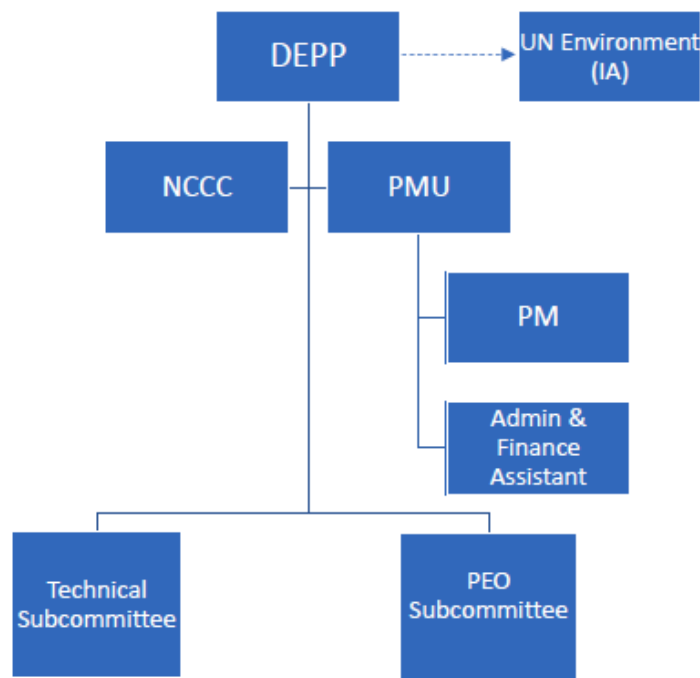 DEPP
UN Environment
(IA)
NCCC
PMU
PM
Admin &
Finance
Assistant
Technical
Subcommittee
PEO
Subcommittee